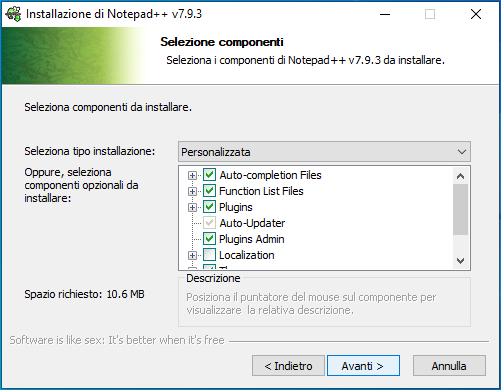 Installazione di Notepad++ v7.9.3
Selezione componenti
Seleziona i componenti di Notepad++ v7.9.3 da installare.
Seleziona componenti da installare.
Seleziona tipo installazione:
Personalizzata
Oppure, seleziona
componenti opzionali da
installare:
Auto-completion Files
Function List Files
Plugins
Auto-Updater
Plugins Admin
Localization
Spazio richiesto: 10.6 MB
Descrizione
Posiziona il puntatore del mouse sul componente per
visualizzare la relativa descrizione.
Software is like sex: It's better when it's free
< Indietro
Avanti >
Annulla